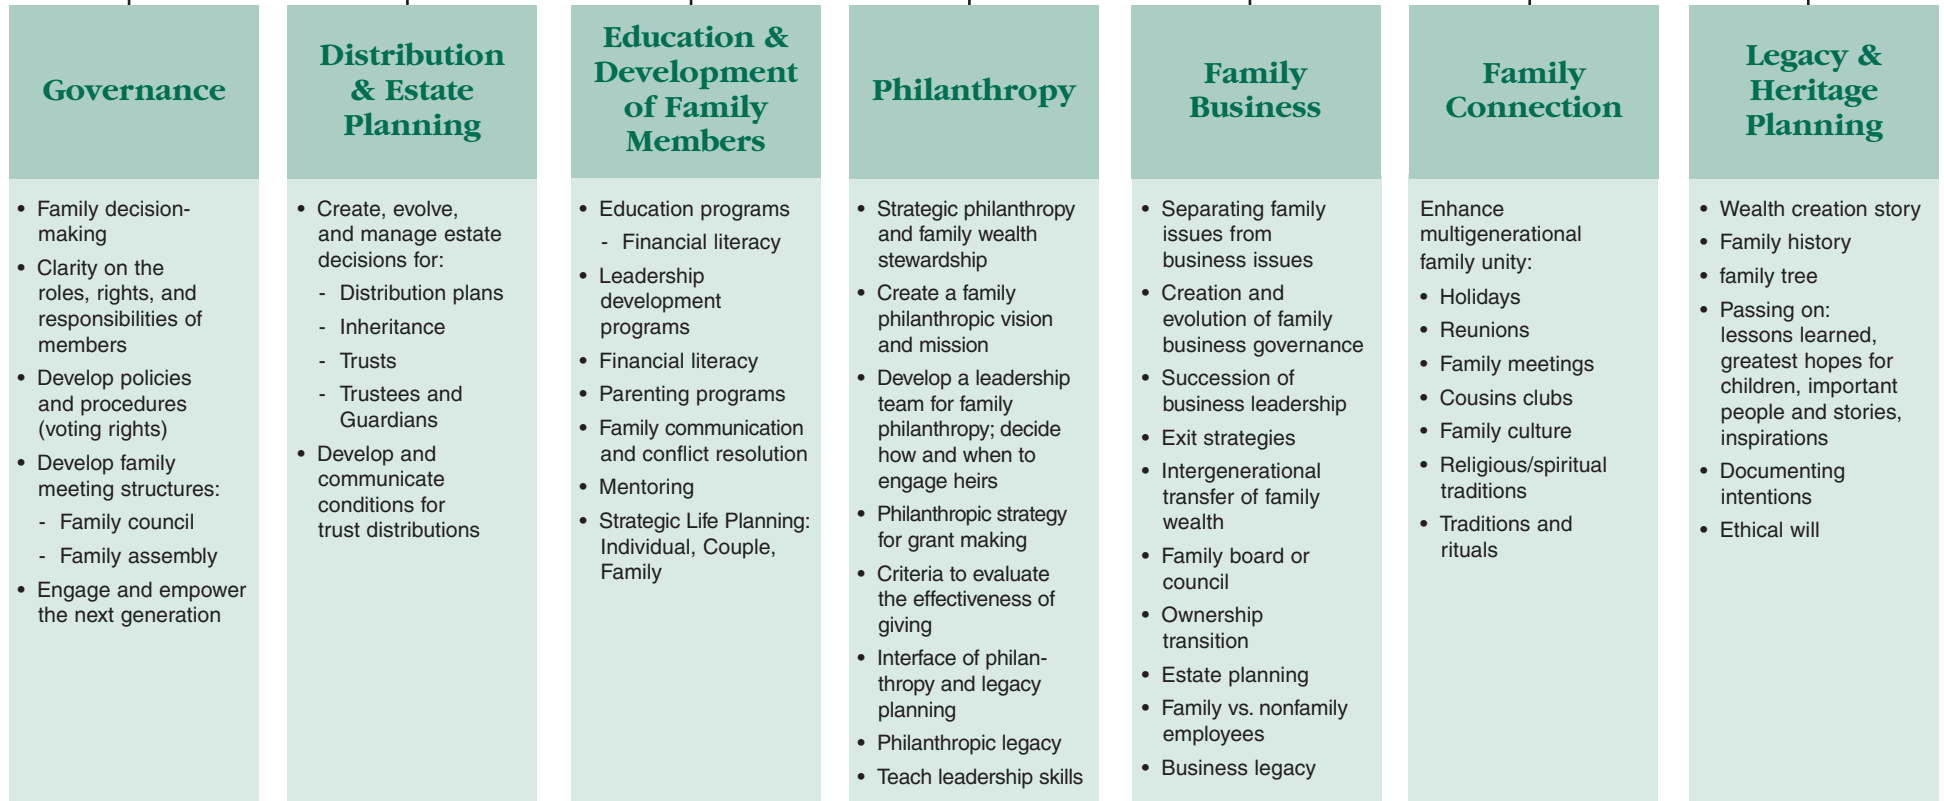 Governance
• Family decision-
making
• Clarity on the
roles, rights, and
responsibilities of
members
• Develop policies
and procedures
(voting rights)
• Develop family
meeting structures:
- Family council
- Family assembly
• Engage and empower
the next generation
Distribution
& Estate
Planning
• Create, evolve,
and manage estate
decisions for:
- Distribution plans
- Inheritance
- Trusts
- Trustees and
Guardians
• Develop and
communicate
conditions for
trust distributions
Education &
Development
of Family
Members
• Education programs
- Financial literacy
• Leadership
development
programs
• Financial literacy
• Parenting programs
• Family communication
and conflict resolution
• Mentoring
• Strategic Life Planning:
Individual, Couple,
Family
Philanthropy
• Strategic philanthropy
and family wealth
stewardship
• Create a family
philanthropic vision
and mission
• Develop a leadership
team for family
philanthropy; decide
how and when to
engage heirs
• Philanthropic strategy
for grant making
• Criteria to evaluate
the effectiveness of
giving
• Interface of philan-
thropy and legacy
planning
• Philanthropic legacy
• Teach leadership skills
Family
Business
• Separating family
issues from
business issues
• Creation and
evolution of family
business governance
• Succession of
business leadership
• Exit strategies
• Intergenerational
transfer of family
wealth
• Family board or
council
• Ownership
transition
• Estate planning
• Family vs. nonfamily
employees
• Business legacy
Family
Connection
Enhance
multigenerational
family unity:
• Holidays
• Reunions
• Family meetings
• Cousins clubs
• Family culture
• Religious/spiritual
traditions
• Traditions and
rituals
Legacy &
Heritage
Planning
• Wealth creation story
• Family history
• family tree
• Passing on:
lessons learned,
greatest hopes for
children, important
people and stories,
inspirations
• Documenting
intentions
• Ethical will